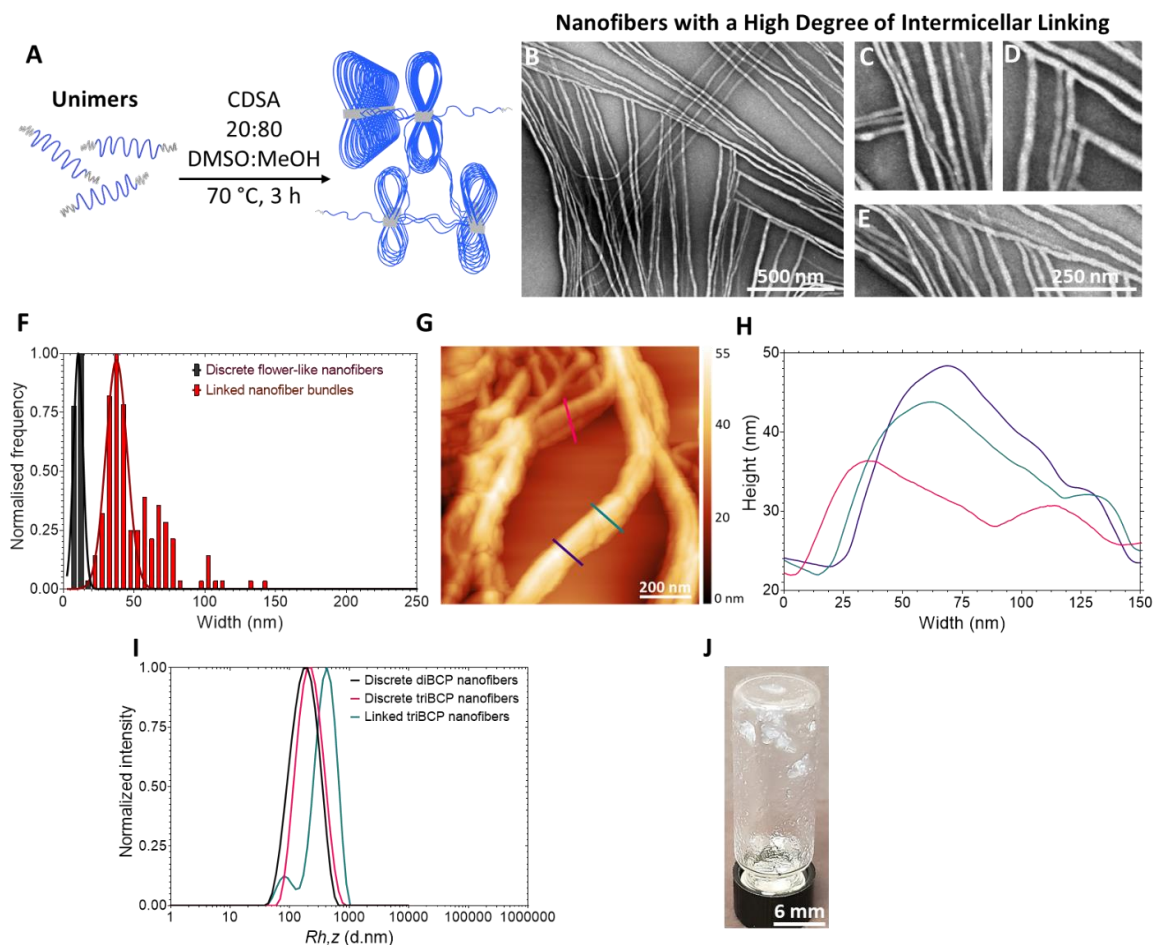 Nanofibers with a High Degree of Intermicellar Linking
A
Unimers
CDSA
20:80
DMSO:MeOH
70 °C, 3 h
B
500 nm
C
D
E
250 nm
F
1.00
0.75
0.50
0.25
0.00
Normalised frequency
Discrete flower-like nanofibers
Linked nanofiber bundles
0 50 100 150 200 250
Width (nm)
G
200 nm
55
40
20
0 nm
H
50
40
30
20
Height (nm)
0 25 50 75 100 125 150
Width (nm)
I
1.00
0.75
0.50
0.25
0.00
Normalized intensity
Discrete diBCP nanofibers
Discrete triBCP nanofibers
Linked triBCP nanofibers
1 10 100 1000 10000 100000 1000000 10000000
Rh,z (d.nm)
J
6 mm